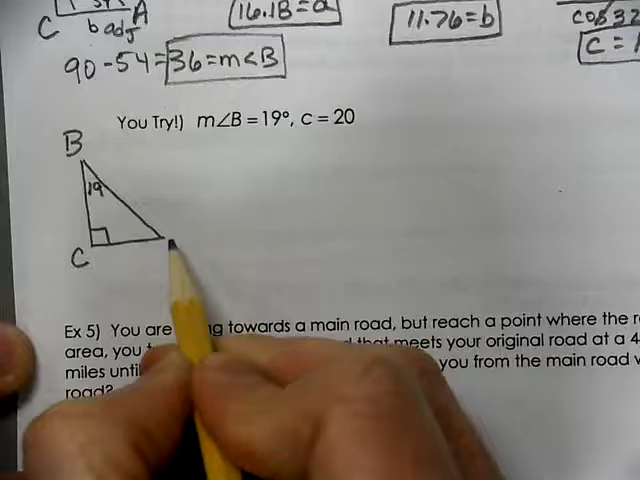 C b adj A
16.18 = a
11.76 = b
cos 32
c = 1
90 - 54 = 36 = m<B
You Try!) m∠B = 19°, c = 20
B
19
C
Ex 5) You are towards a main road, but reach a point where the
area, you that meets your original road at a 4
miles until you from the main road
road?